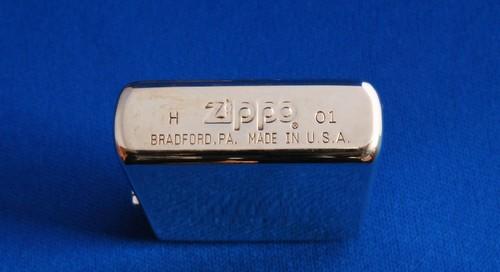 H Zippo® 01
BRADFORD,PA. MADE IN U.S.A.